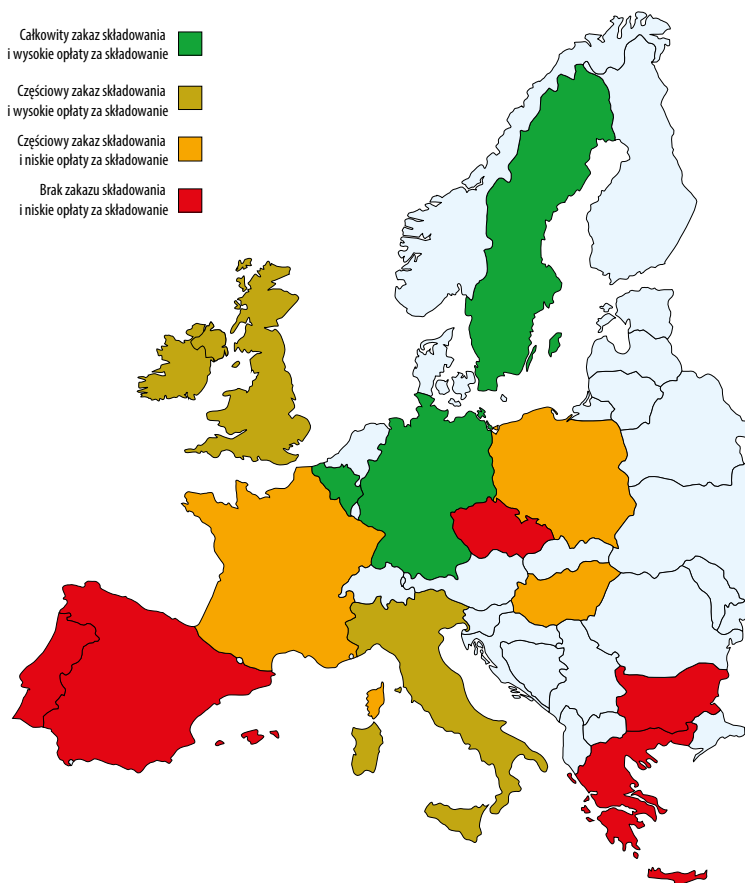 Całkowity zakaz składowania
i wysokie opłaty za składowanie
Częściowy zakaz składowania
i wysokie opłaty za składowanie
Częściowy zakaz składowania
i niskie opłaty za składowanie
Brak zakazu składowania
i niskie opłaty za składowanie